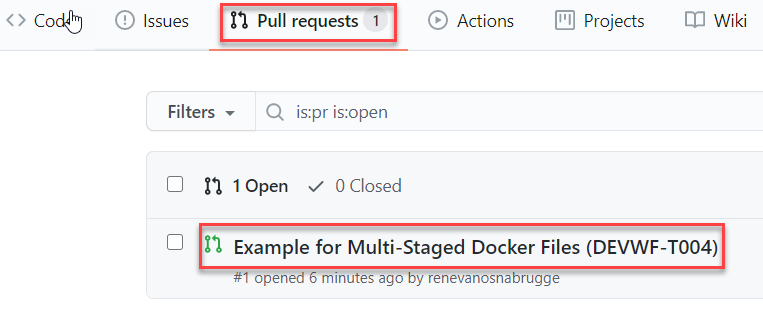 Code Issues Pull requests 1 Actions Projects Wiki
Filters is:pr is:open
1 Open 0 Closed
Example for Multi-Staged Docker Files (DEVWF-T004)
#1 opened 6 minutes ago by renevanosnabrugge